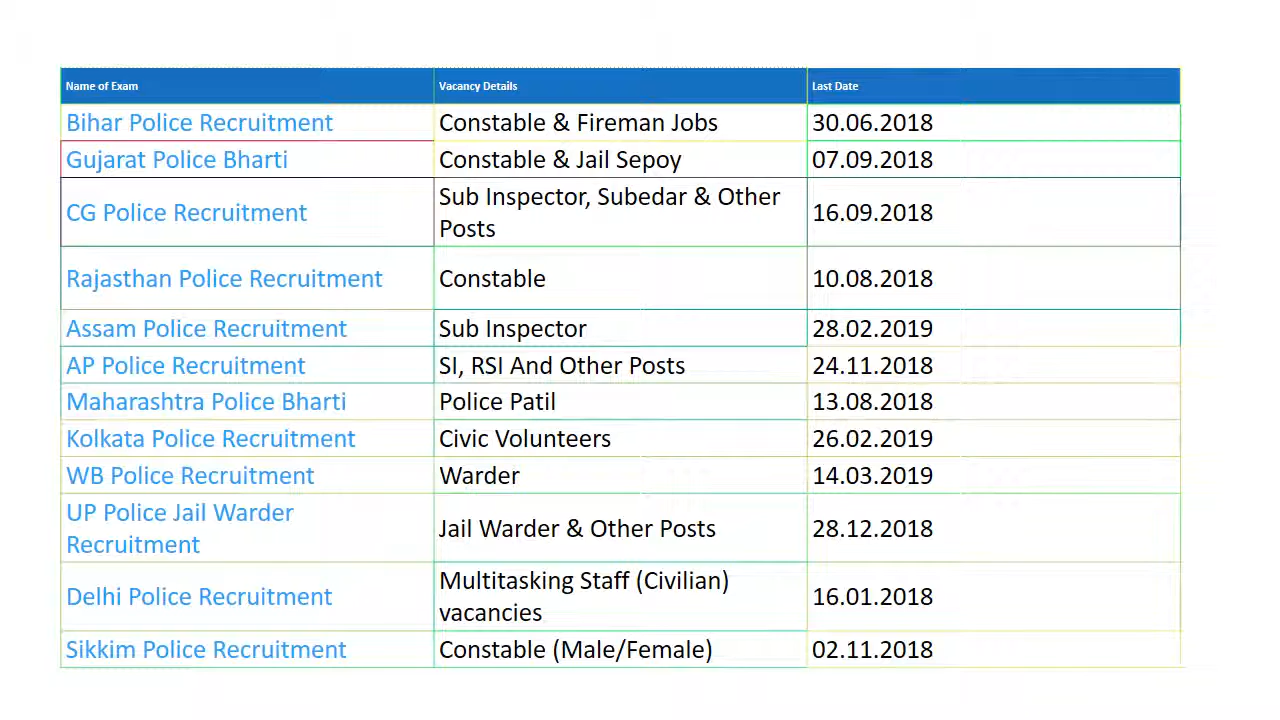 Name of Exam Vacancy Details Last Date
Bihar Police Recruitment Constable & Fireman Jobs 30.06.2018
Gujarat Police Bharti Constable & Jail Sepoy 07.09.2018
CG Police Recruitment Sub Inspector, Subedar & Other
Posts 16.09.2018
Rajasthan Police Recruitment Constable 10.08.2018
Assam Police Recruitment Sub Inspector 28.02.2019
AP Police Recruitment SI, RSI And Other Posts 24.11.2018
Maharashtra Police Bharti Police Patil 13.08.2018
Kolkata Police Recruitment Civic Volunteers 26.02.2019
WB Police Recruitment Warder 14.03.2019
UP Police Jail Warder
Recruitment Jail Warder & Other Posts 28.12.2018
Delhi Police Recruitment Multitasking Staff (Civilian)
vacancies 16.01.2018
Sikkim Police Recruitment Constable (Male/Female) 02.11.2018